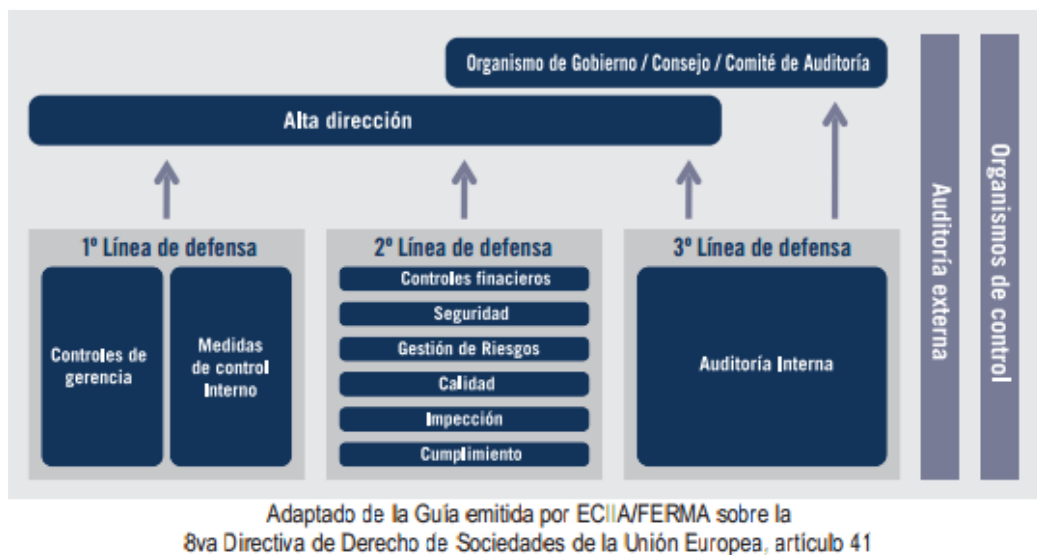 Organismo de Gobierno / Consejo / Comité de Auditoría
Alta dirección
1º Línea de defensa
Controles de
gerencia
Medidas
de control
Interno
2º Línea de defensa
Controles finacieros
Seguridad
Gestión de Riesgos
Calidad
Impección
Cumplimiento
3º Línea de defensa
Auditoría Interna
Auditoría externa
Organismos de control
Adaptado de la Guía emitida por ECIIA/FERMA sobre la
8va Directiva de Derecho de Sociedades de la Unión Europea, artículo 41